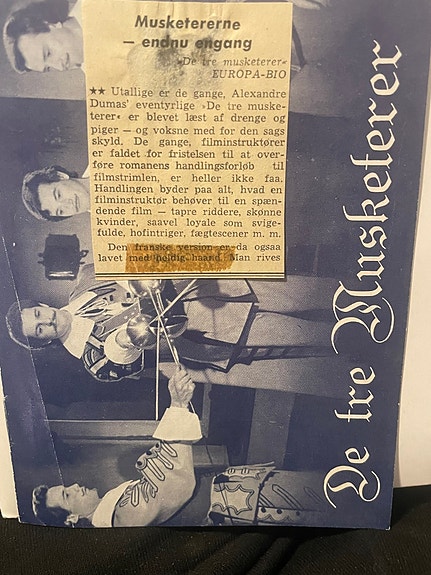 Musketererne
— endnu engang
»De tre musketerer«
EUROPA-BIO
★★ Utallige er de gange, Alexandre
Dumas' eventyrlige »De tre muske-
terer« er blevet læst af drenge og
piger — og voksne med for den sags
skyld. De gange, filminstruktører
er faldet for fristelsen til at over-
føre romanens handlingsforløb til
filmstrimlen, er heller ikke faa.
Handlingen byder paa alt, hvad en
filminstruktør behøver til en spæn-
dende film — tapre riddere, skønne
kvinder, saavel loyale som svige-
fulde, hofintriger, fægtescener m. m.
Den franske version er da ogsaa
lavet med heldig haand. Man rives
De tre Musketerer